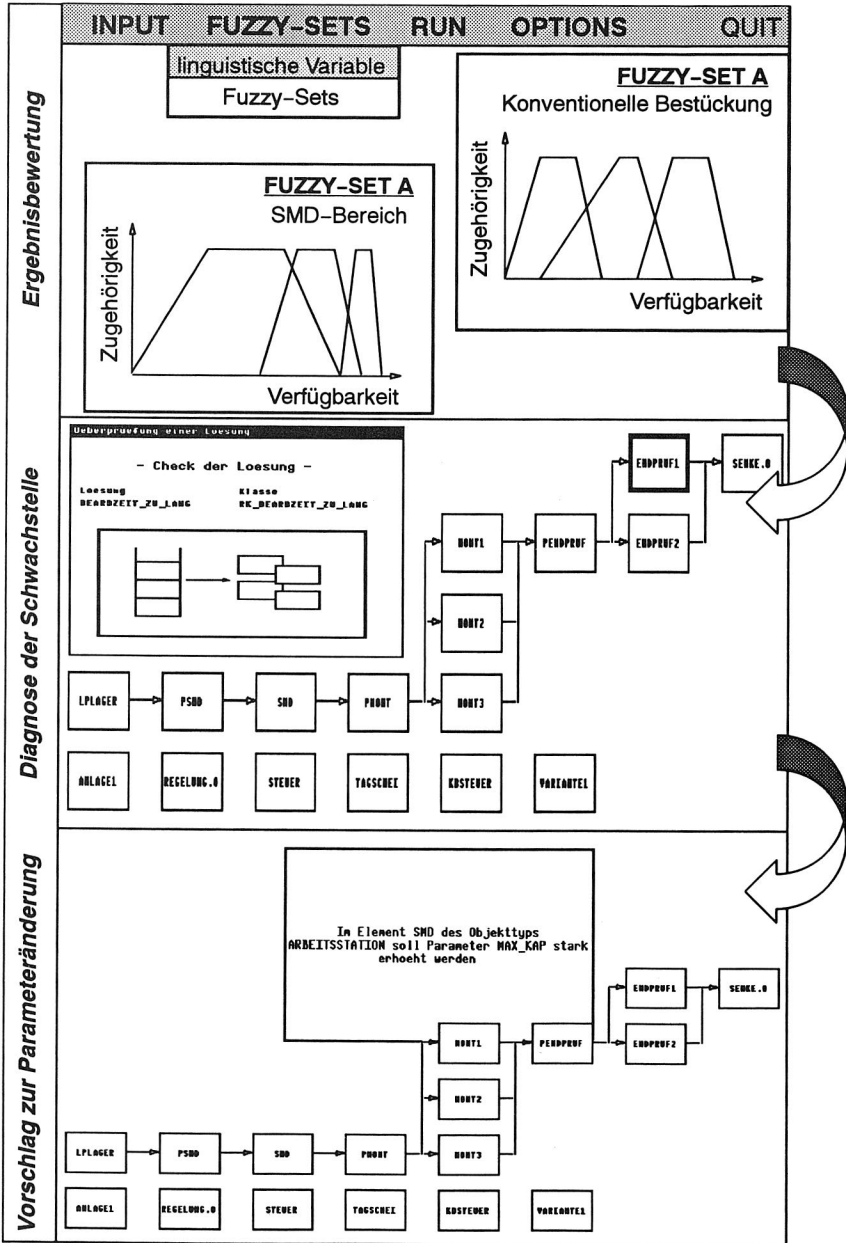 INPUT FUZZY-SETS RUN OPTIONS QUIT
linguistische Variable
Fuzzy-Sets
FUZZY-SET A
Konventionelle Bestückung
Zugehörigkeit
Verfügbarkeit
FUZZY-SET A
SMD-Bereich
Zugehörigkeit
Verfügbarkeit
Ergebnisbewertung
Ueberpruefung einer Loesung
- Check der Loesung -
Loesung Klasse
BEARBZEIT_ZU_LANG RK_BEARBZEIT_ZU_LANG
ENDPRUF1 SENKE.0
MONT1 PENDPRUF ENDPRUF2
MONT2
LPLAGER PSMD SMD PMONT MONT3
ANLAGE1 REGELUNG.0 STEUER TAGSCHEI KBSTEUER VARIANTE1
Diagnose der Schwachstelle
Im Element SMD des Objekttyps
ARBEITSSTATION soll Parameter MAX_KAP stark
erhoeht werden
ENDPRUF1 SENKE.0
MONT1 PENDPRUF ENDPRUF2
MONT2
LPLAGER PSMD SMD PMONT MONT3
ANLAGE1 REGELUNG.0 STEUER TAGSCHEI KBSTEUER VARIANTE1
Vorschlag zur Parameteränderung